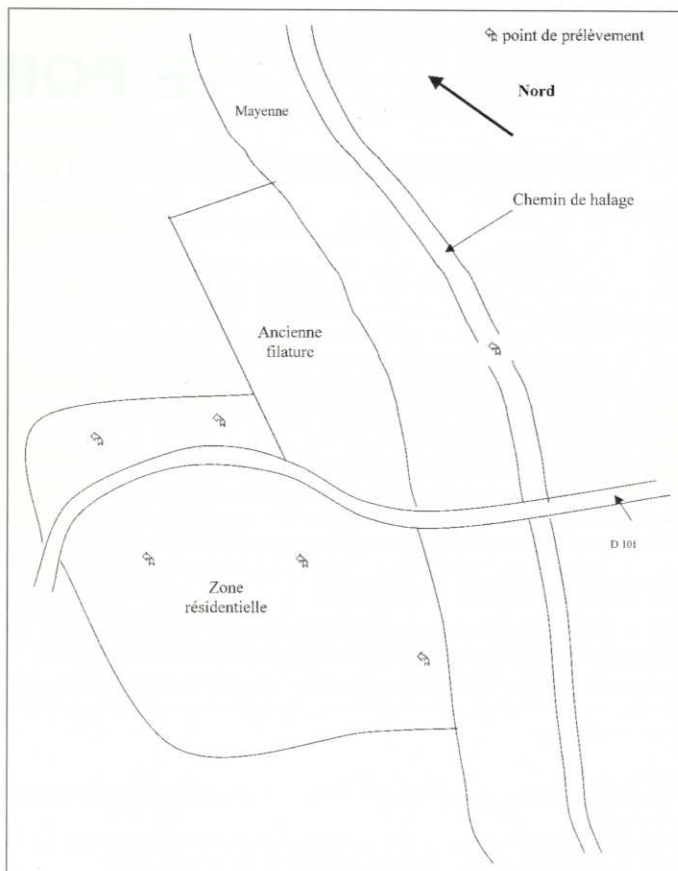 point de prélèvement
Nord
Mayenne
Chemin de halage
Ancienne
filature
D 101
Zone
résidentielle